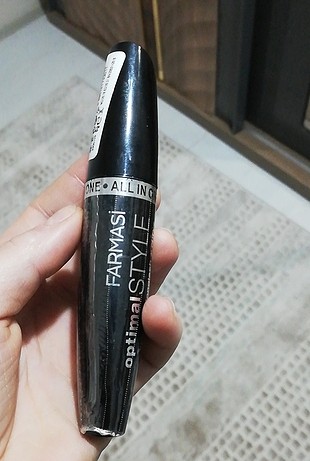 ONE • ALL IN O
FARMASi
optimalSTYLE